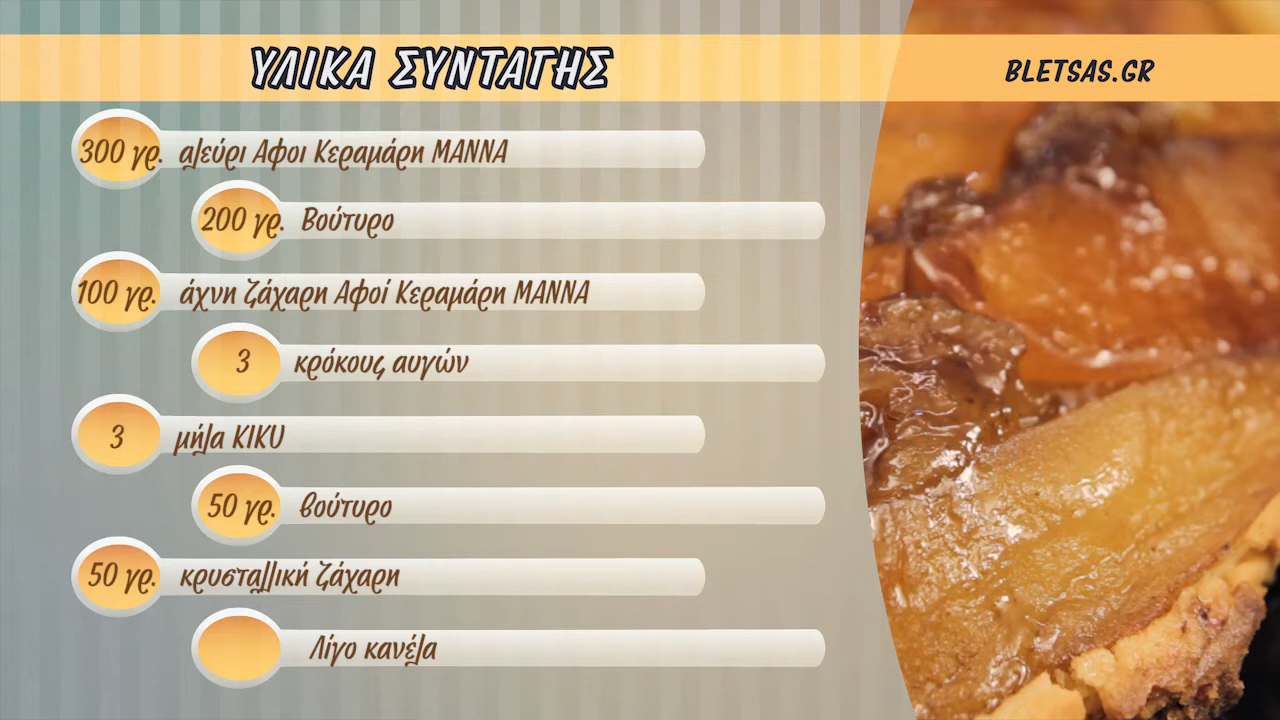 ΥΛΙΚΑ ΣΥΝΤΑΓΗΣ
BLETSAS.GR
300 γρ. αλεύρι Αφοι Κεραμάρη ΜΑΝΝΑ
200 γρ. Βούτυρο
100 γρ. άχνη ζάχαρη Αφοί Κεραμάρη ΜΑΝΝΑ
3 κρόκους αυγών
3 μήλα KIKU
50 γρ. βούτυρο
50 γρ. κρυσταλλική ζάχαρη
Λίγο κανέλα